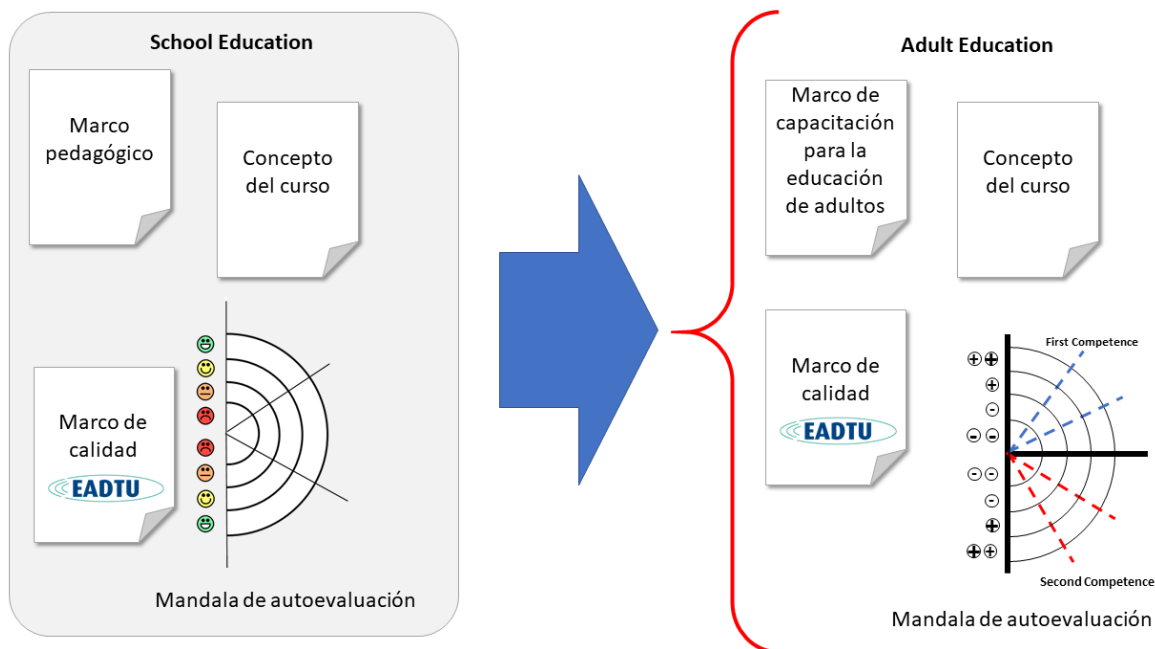 School Education
Marco
pedagógico
Concepto
del curso
Marco de
calidad
EADTU
Mandala de autoevaluación
Adult Education
Marco de
capacitación
para la
educación
de adultos
Concepto
del curso
Marco de
calidad
EADTU
First Competence
Second Competence
Mandala de autoevaluación